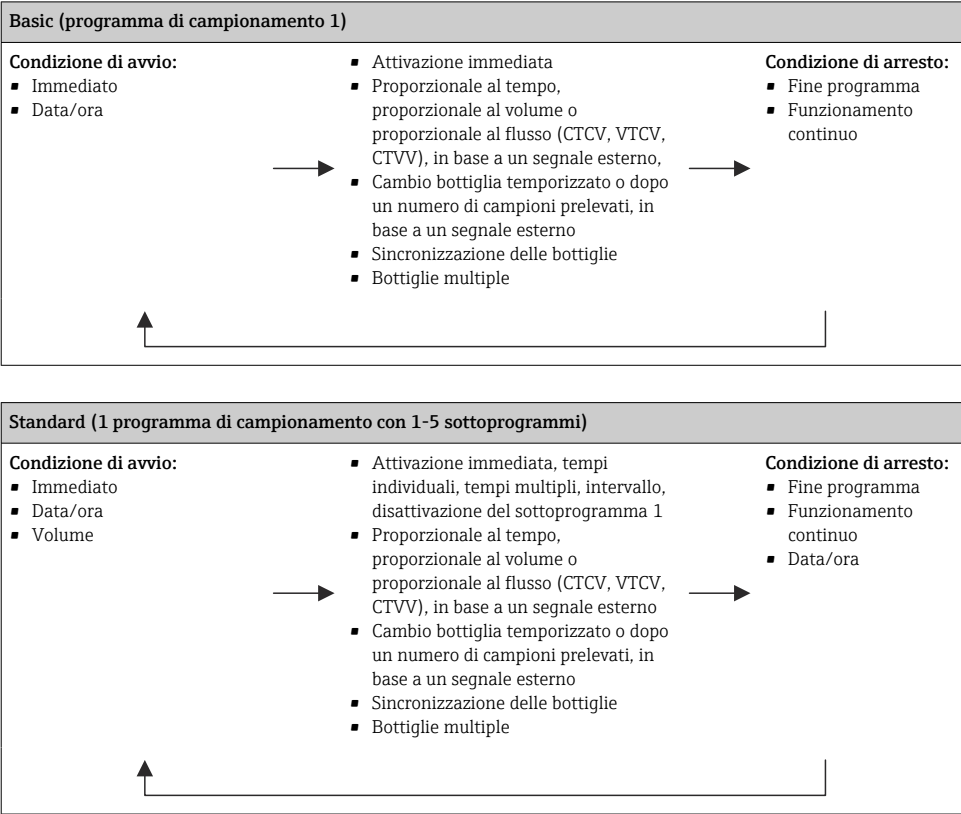 Basic (programma di campionamento 1)
Condizione di avvio:
▪ Immediato
▪ Data/ora
▪ Attivazione immediata
▪ Proporzionale al tempo,
proporzionale al volume o
proporzionale al flusso (CTCV, VTCV,
CTVV), in base a un segnale esterno,
▪ Cambio bottiglia temporizzato o dopo
un numero di campioni prelevati, in
base a un segnale esterno
▪ Sincronizzazione delle bottiglie
▪ Bottiglie multiple
Condizione di arresto:
▪ Fine programma
▪ Funzionamento
continuo
Standard (1 programma di campionamento con 1-5 sottoprogrammi)
Condizione di avvio:
▪ Immediato
▪ Data/ora
▪ Volume
▪ Attivazione immediata, tempi
individuali, tempi multipli, intervallo,
disattivazione del sottoprogramma 1
▪ Proporzionale al tempo,
proporzionale al volume o
proporzionale al flusso (CTCV, VTCV,
CTVV), in base a un segnale esterno
▪ Cambio bottiglia temporizzato o dopo
un numero di campioni prelevati, in
base a un segnale esterno
▪ Sincronizzazione delle bottiglie
▪ Bottiglie multiple
Condizione di arresto:
▪ Fine programma
▪ Funzionamento
continuo
▪ Data/ora